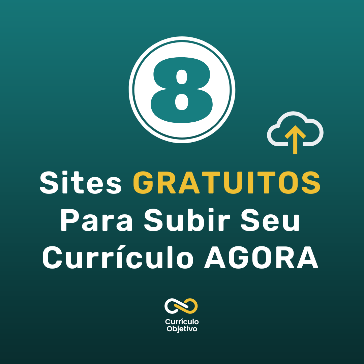 8
Sites GRATUITOS
Para Subir Seu
Currículo AGORA
Currículo
Objetivo